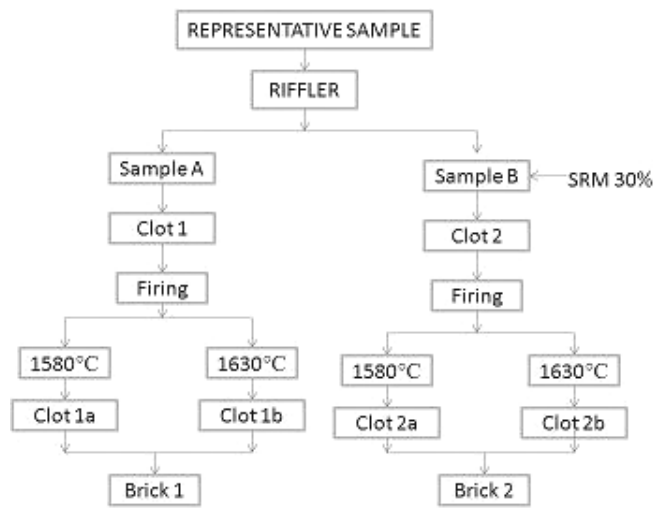 REPRESENTATIVE SAMPLE
RIFFLER
Sample A
Sample B
SRM 30%
Clot 1
Clot 2
Firing
Firing
1580°C
1630°C
1580°C
1630°C
Clot 1a
Clot 1b
Clot 2a
Clot 2b
Brick 1
Brick 2